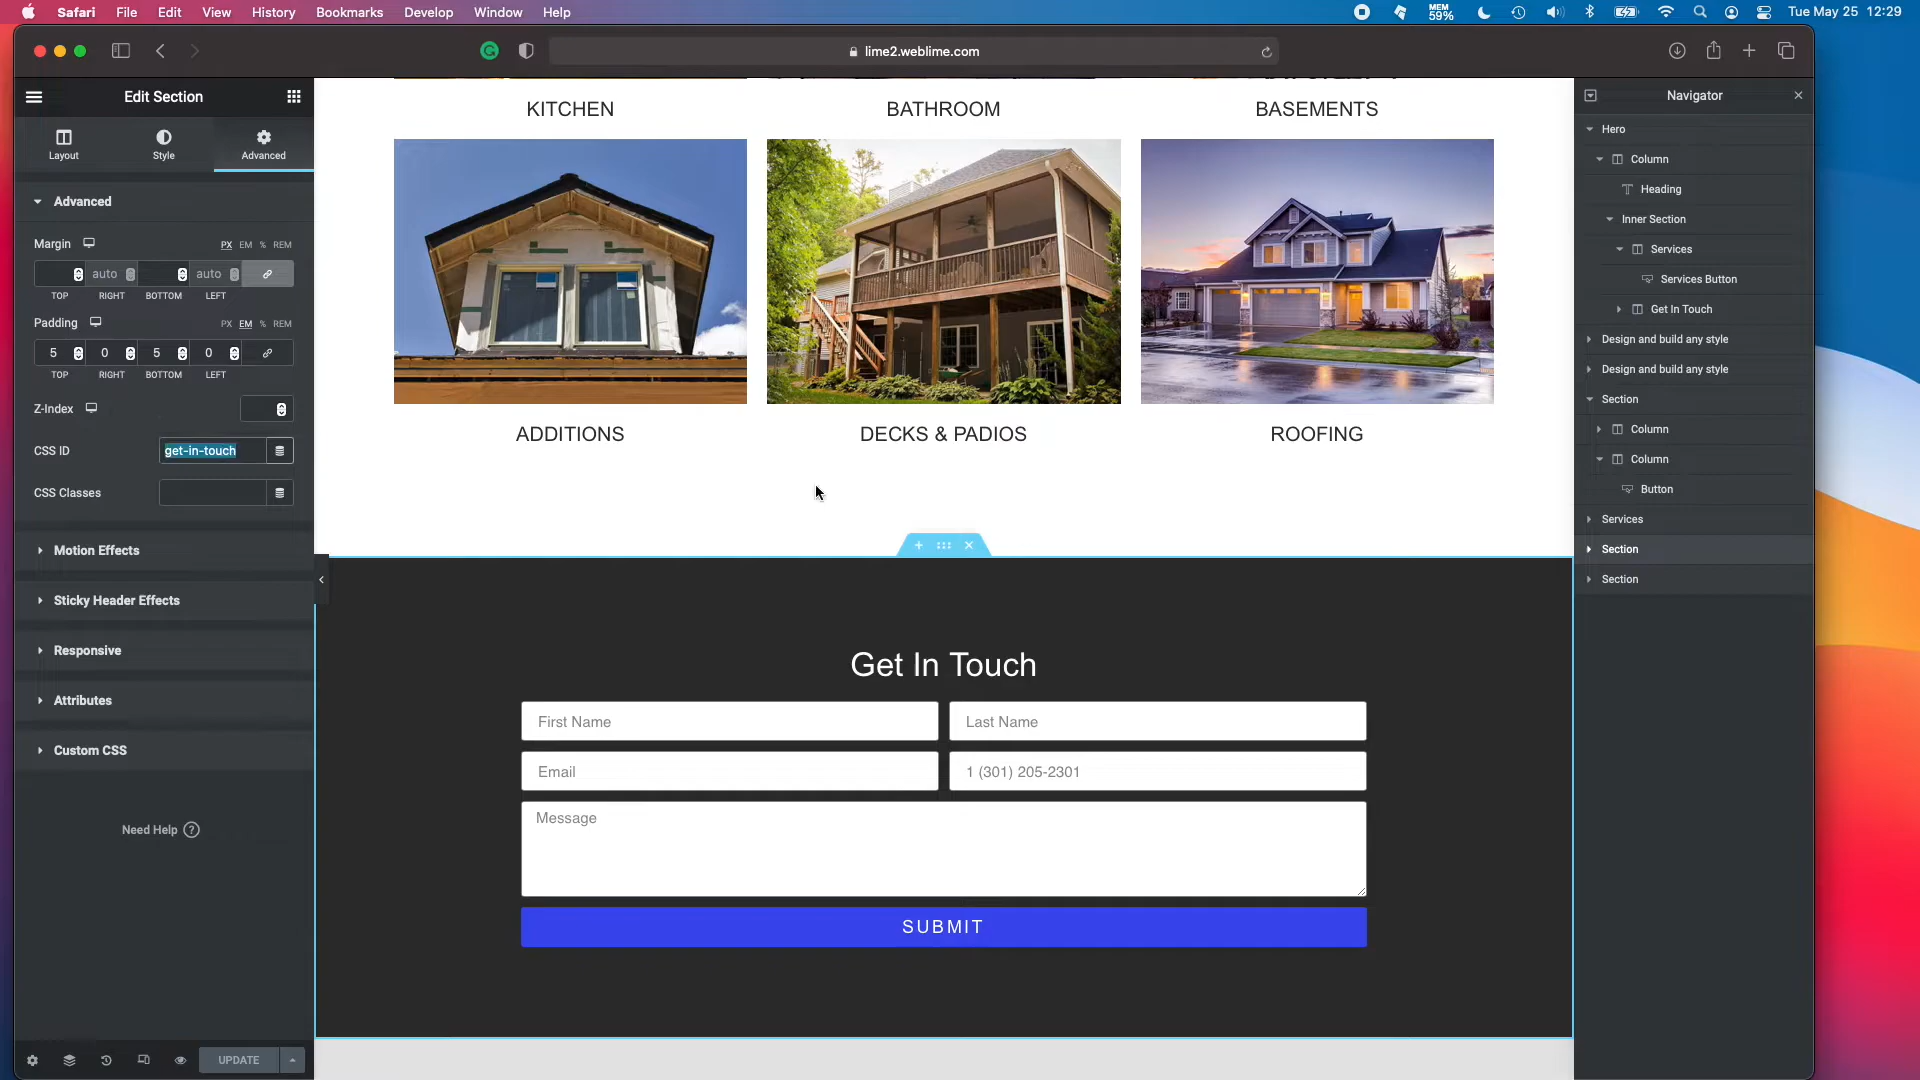 Safari File Edit View History Bookmarks Develop Window Help MEM 59% Tue May 25 12:29
lime2.weblime.com
Edit Section
Layout Style Advanced
Advanced
Margin PX EM % REM
auto auto
TOP RIGHT BOTTOM LEFT
Padding PX EM % REM
5 0 5 0
TOP RIGHT BOTTOM LEFT
Z-Index
CSS ID get-in-touch
CSS Classes
Motion Effects
Sticky Header Effects
Responsive
Attributes
Custom CSS
Need Help ?
UPDATE
KITCHEN BATHROOM BASEMENTS
ADDITIONS DECKS & PADIOS ROOFING
Get In Touch
First Name Last Name
Email 1 (301) 205-2301
Message
SUBMIT
Navigator
Hero
Column
Heading
Inner Section
Services
Services Button
Get In Touch
Design and build any style
Design and build any style
Section
Column
Column
Button
Services
Section
Section